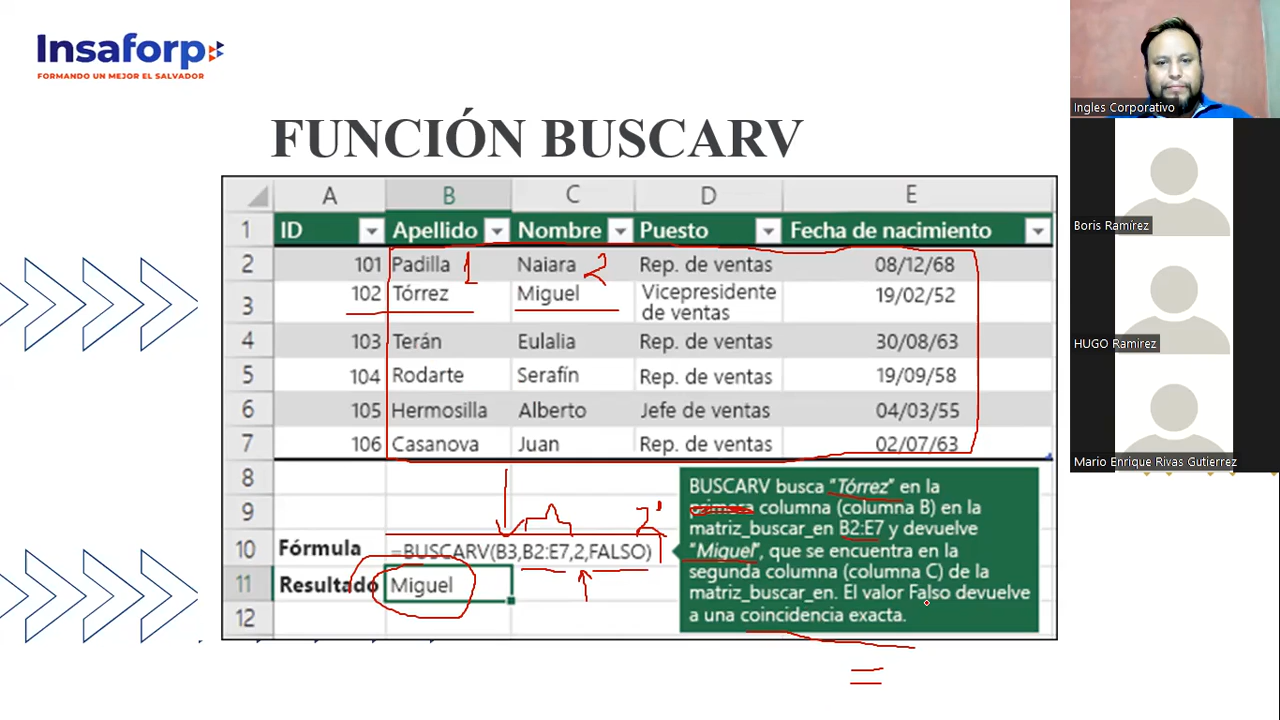 Insaforp
FORMANDO UN MEJOR EL SALVADOR
FUNCIÓN BUSCARV
A B C D E
1 ID Apellido Nombre Puesto Fecha de nacimiento
2 101 Padilla 1 Naiara 2 Rep. de ventas 08/12/68
3 102 Tórrez Miguel Vicepresidente de ventas 19/02/52
4 103 Terán Eulalia Rep. de ventas 30/08/63
5 104 Rodarte Serafín Rep. de ventas 19/09/58
6 105 Hermosilla Alberto Jefe de ventas 04/03/55
7 106 Casanova Juan Rep. de ventas 02/07/63
8
9
2
10 Fórmula =BUSCARV(B3,B2:E7,2,FALSO)
11 Resultado Miguel
12
BUSCARV busca "Tórrez" en la
primera columna (columna B) en la
matriz_buscar_en B2:E7 y devuelve
"Miguel", que se encuentra en la
segunda columna (columna C) de la
matriz_buscar_en. El valor Falso devuelve
a una coincidencia exacta.
=
Ingles Corporativo
Boris Ramírez
HUGO Ramirez
Mario Enrique Rivas Gutierrez